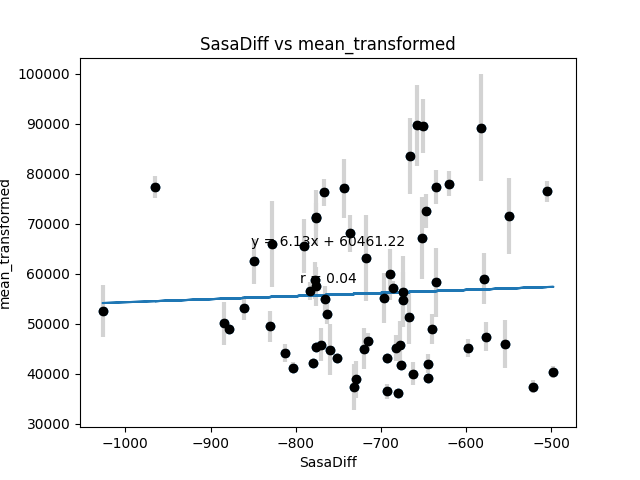 SasaDiff vs mean_transformed
100000
90000
80000
70000
60000
50000
40000
30000
mean_transformed
y = 6.13x + 60461.22
r = 0.04
−1000
−900
−800
−700
−600
−500
SasaDiff